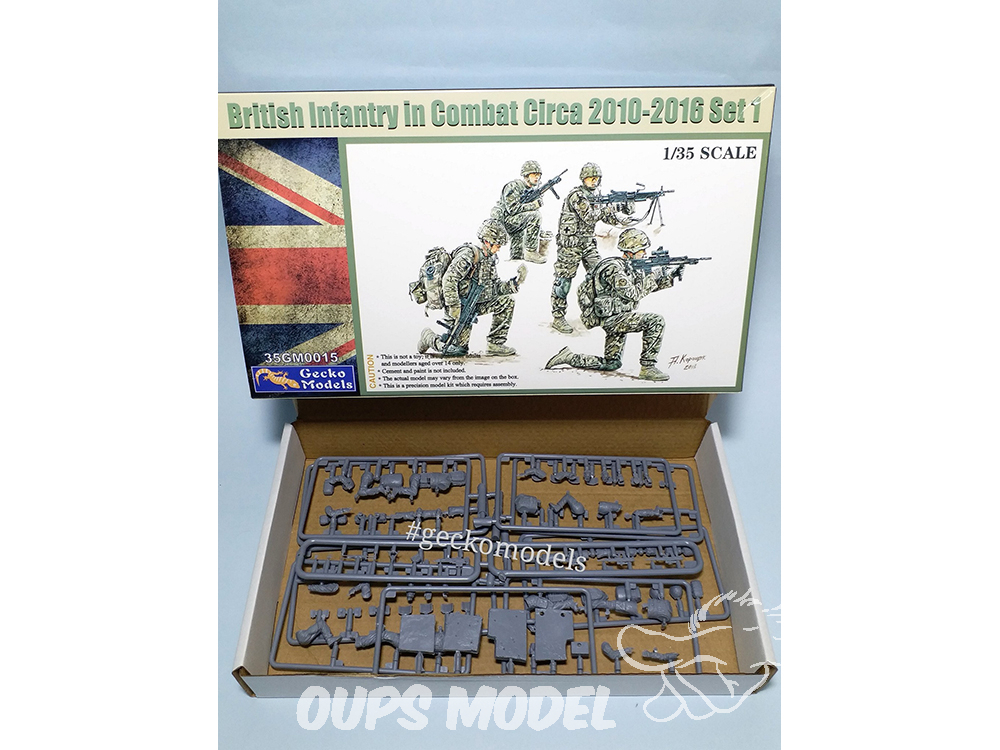 British Infantry in Combat Circa 2010-2016 Set 1
1/35 SCALE
35GM0015
Gecko
Models
CAUTION
• This is not a toy; it is
and modellers aged over 14 only.
• Cement and paint is not included.
• The actual model may vary from the image on the box.
• This is a precision model kit which requires assembly.
#geckomodels
OUPS MODEL